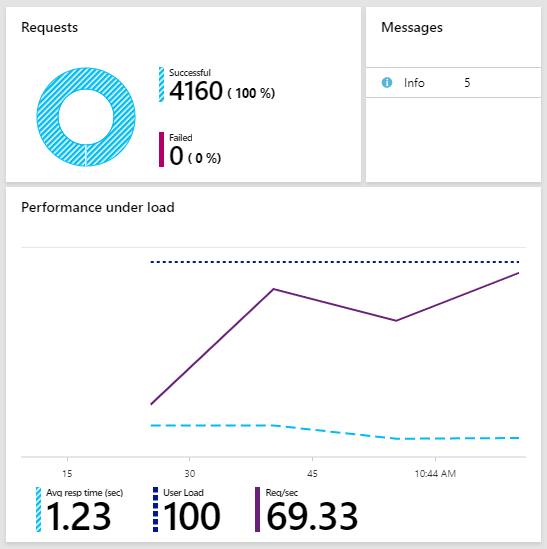 Requests
Successful
4160 ( 100 %)
Failed
0 ( 0 %)
Messages
Info 5
Performance under load
15 30 45 10:44 AM
Avg resp time (sec) User Load Req/sec
1.23 100 69.33